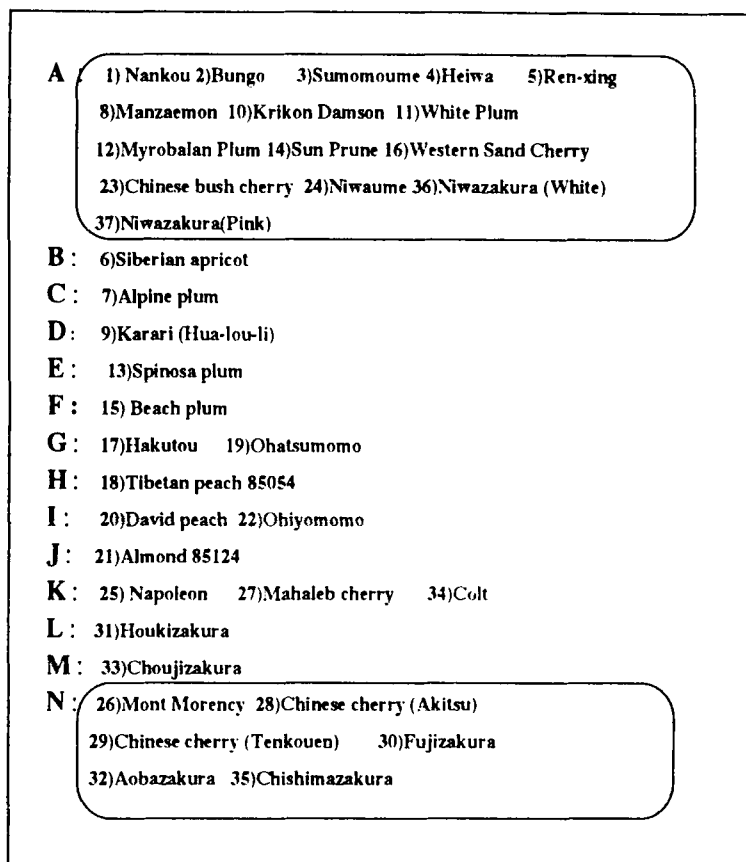 A : 1) Nankou 2)Bungo 3)Sumomoume 4)Heiwa 5)Ren-xing
8)Manzaemon 10)Krikon Damson 11)White Plum
12)Myrobalan Plum 14)Sun Prune 16)Western Sand Cherry
23)Chinese bush cherry 24)Niwaume 36)Niwazakura (White)
37)Niwazakura(Pink)
B : 6)Siberian apricot
C : 7)Alpine plum
D : 9)Karari (Hua-lou-li)
E : 13)Spinosa plum
F : 15) Beach plum
G : 17)Hakutou 19)Ohatsumomo
H : 18)Tibetan peach 85054
I : 20)David peach 22)Ohiyomomo
J : 21)Almond 85124
K : 25) Napoleon 27)Mahaleb cherry 34)Colt
L : 31)Houkizakura
M : 33)Choujizakura
N : 26)Mont Morency 28)Chinese cherry (Akitsu)
29)Chinese cherry (Tenkouen) 30)Fujizakura
32)Aobazakura 35)Chishimazakura